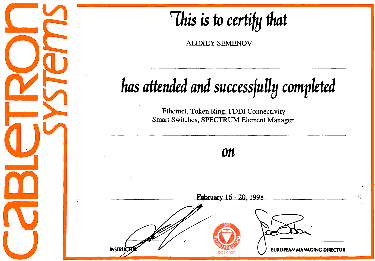 CABLETRON
SYSTEMS
This is to certify that
ALEXEY SEMENOV
has attended and successfully completed
Ethernet, Token Ring, FDDI Connectivity
Smart Switches, SPECTRUM Element Manager
on
February 16 - 20, 1998
INSTRUCTOR
EUROPEAN MANAGING DIRECTOR